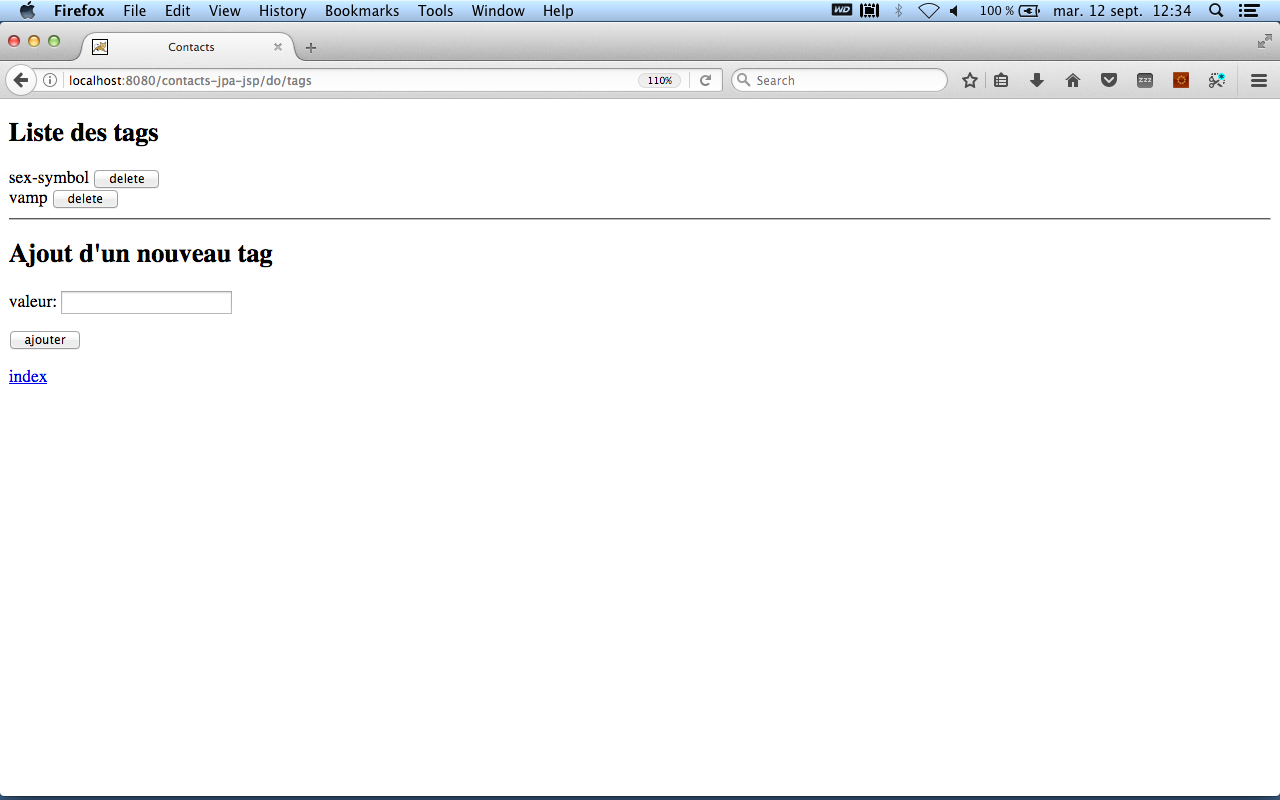 Firefox File Edit View History Bookmarks Tools Window Help WD 100 % mar. 12 sept. 12:34
Contacts
localhost:8080/contacts-jpa-jsp/do/tags 110% Search zzz
Liste des tags
sex-symbol delete
vamp delete
Ajout d'un nouveau tag
valeur:
ajouter
index